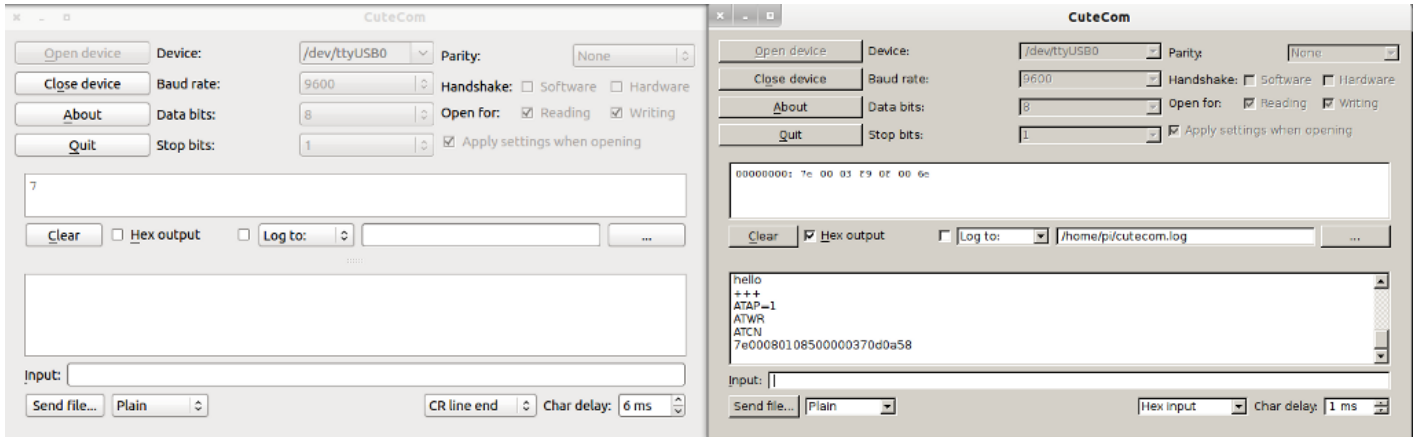 CuteCom
Open device Device: /dev/ttyUSB0 Parity: None
Close device Baud rate: 9600 Handshake: Software Hardware
About Data bits: 8 Open for: Reading Writing
Quit Stop bits: 1 Apply settings when opening
7
Clear Hex output Log to: ...
Input:
Send file... Plain CR line end Char delay: 6 ms
CuteCom
Open device Device: /dev/ttyUSB0 Parity: None
Close device Baud rate: 9600 Handshake: Software Hardware
About Data bits: 8 Open for: Reading Writing
Quit Stop bits: 1 Apply settings when opening
00000000: 7e 00 03 00 6e
Clear Hex output Log to: /home/pi/cutecom.log ...
hello
+++
ATAP=1
ATWR
ATCN
7e00080108500000370d0a58
Input:
Send file... Plain Hex input Char delay: 1 ms